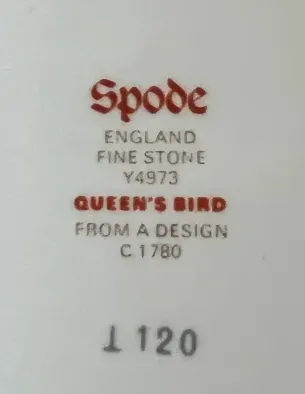 Spode
ENGLAND
FINE STONE
Y4973
QUEEN'S BIRD
FROM A DESIGN
C 1780
120